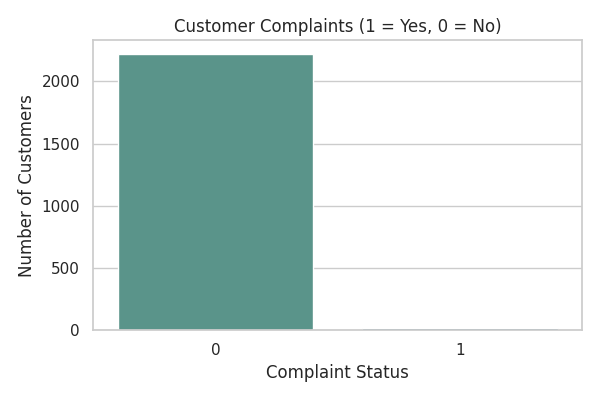 Customer Complaints (1 = Yes, 0 = No)
Number of Customers
2000
1500
1000
500
0
0 1
Complaint Status